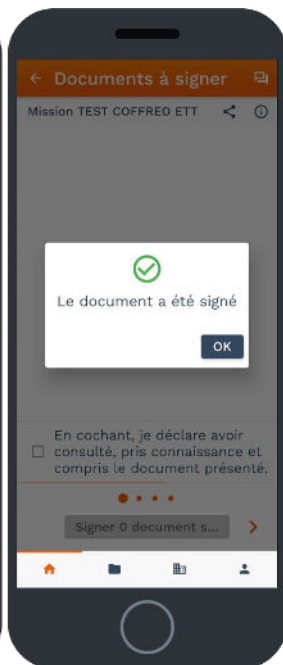 Documents à signer
Mission TEST COFFREO ETT
Le document a été signé
OK
En cochant, je déclare avoir
consulté, pris connaissance et
compris le document présenté.
Signer 0 document s...